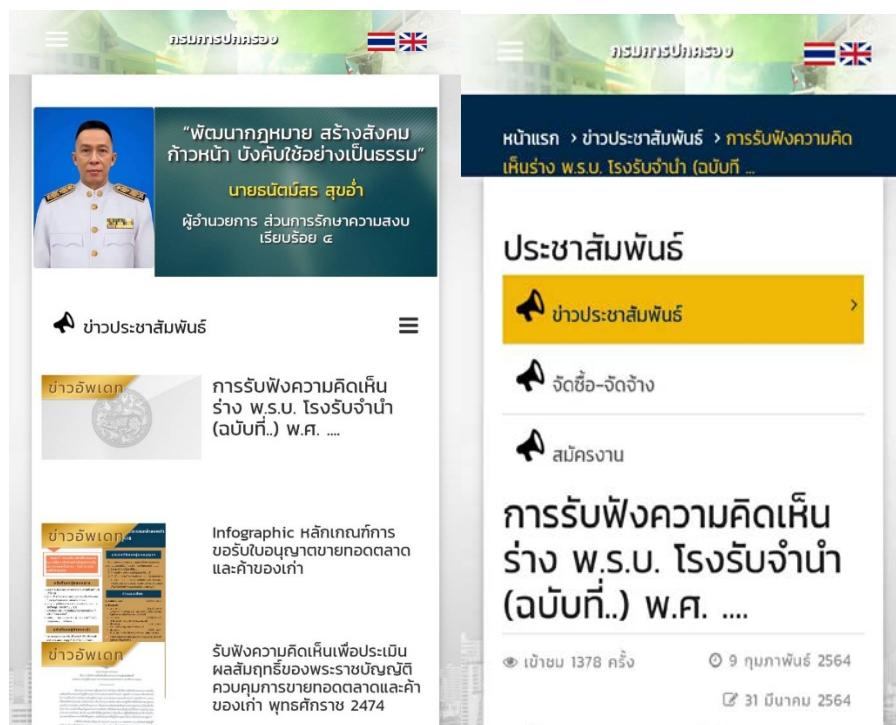 กรมการปกครอง
“พัฒนากฎหมาย สร้างสังคม
ก้าวหน้า บังคับใช้อย่างเป็นธรรม”
นายธนัตม์สร สุขอ่ำ
ผู้อำนวยการ ส่วนการรักษาความสงบ
เรียบร้อย ๔
ข่าวประชาสัมพันธ์
ข่าวอัพเดท
การรับฟังความคิดเห็น
ร่าง พ.ร.บ. โรงรับจำนำ
(ฉบับที่..) พ.ศ. ....
ข่าวอัพเดท
Infographic หลักเกณฑ์การ
ขอรับใบอนุญาตขายทอดตลาด
และค้าของเก่า
ข่าวอัพเดท
รับฟังความคิดเห็นเพื่อประเมิน
ผลสัมฤทธิ์ของพระราชบัญญัติ
ควบคุมการขายทอดตลาดและค้า
ของเก่า พุทธศักราช 2474
กรมการปกครอง
หน้าแรก › ข่าวประชาสัมพันธ์ › การรับฟังความคิด
เห็นร่าง พ.ร.บ. โรงรับจำนำ (ฉบับที่ ...
ประชาสัมพันธ์
ข่าวประชาสัมพันธ์
จัดซื้อ-จัดจ้าง
สมัครงาน
การรับฟังความคิดเห็น
ร่าง พ.ร.บ. โรงรับจำนำ
(ฉบับที่..) พ.ศ. ....
เข้าชม 1378 ครั้ง
9 กุมภาพันธ์ 2564
31 มีนาคม 2564